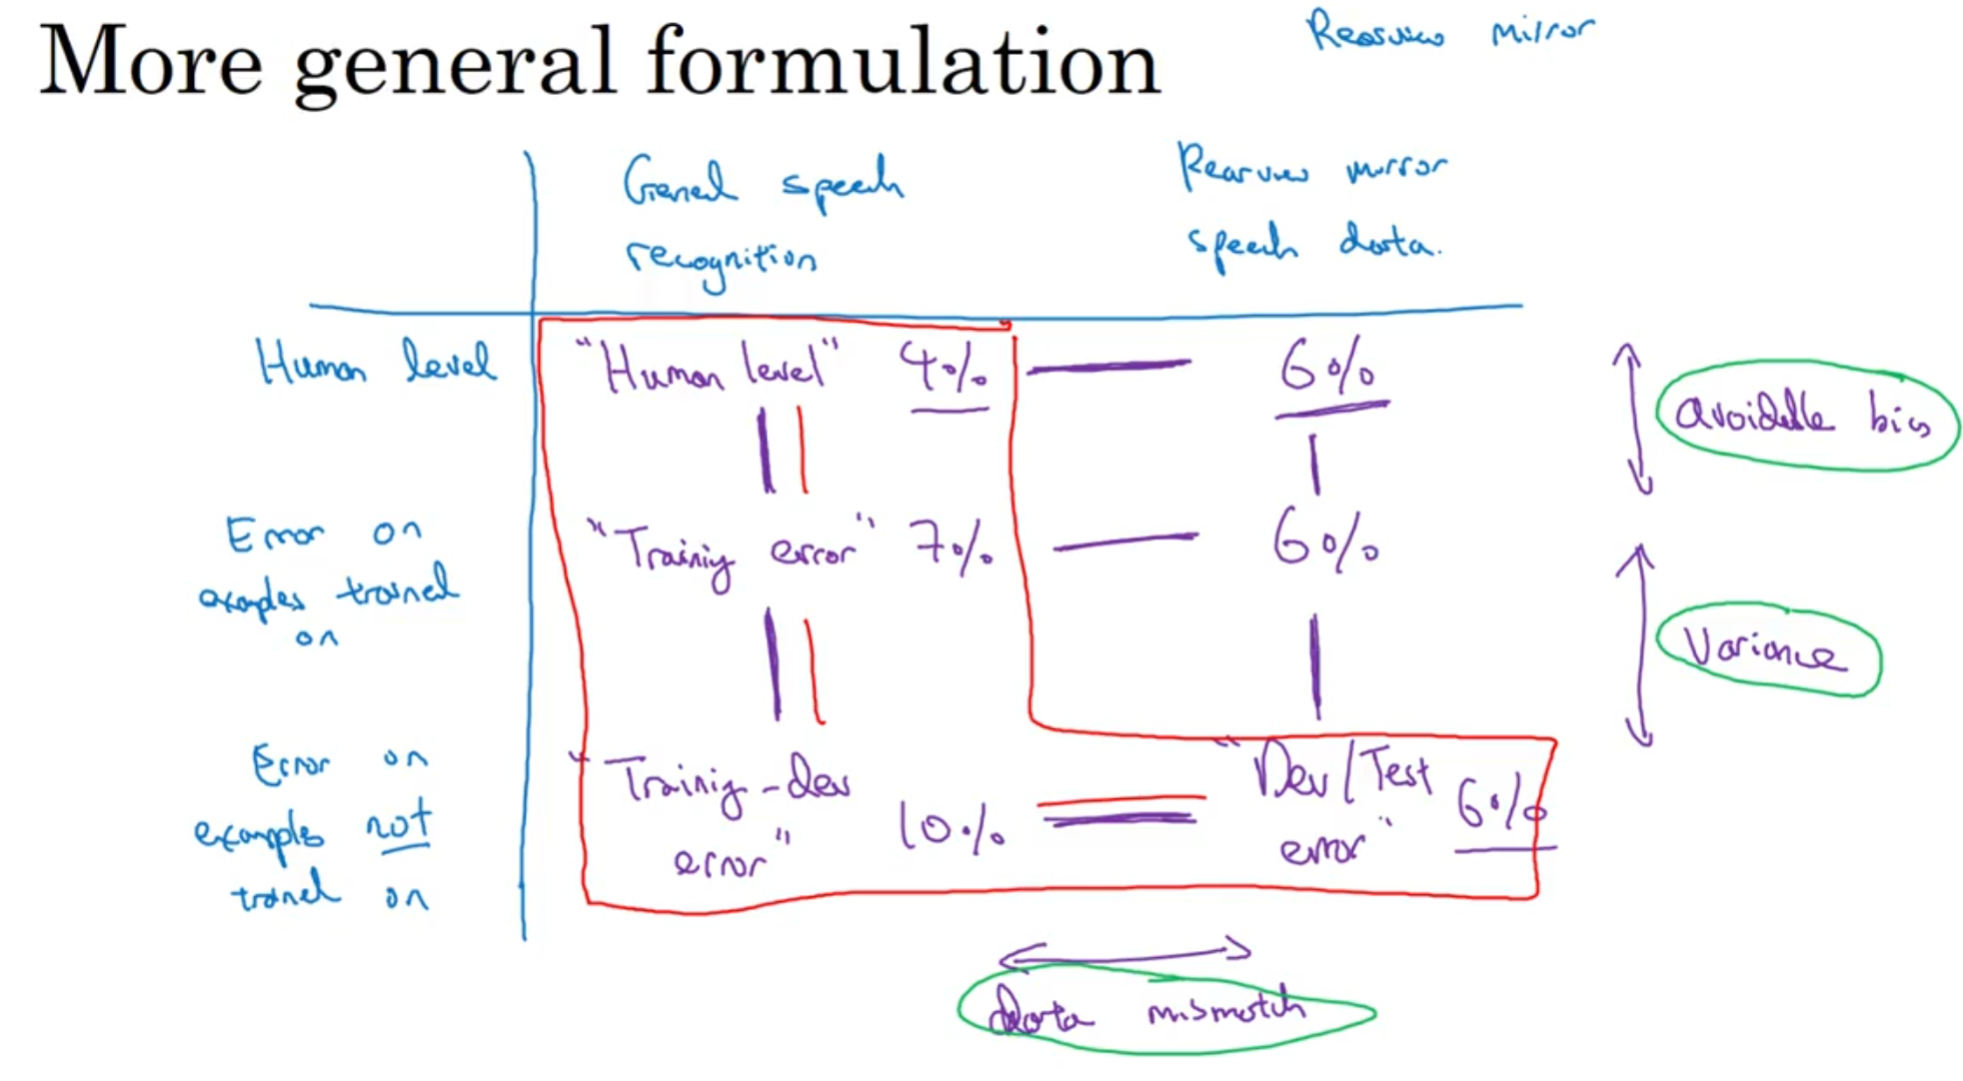 More general formulation
Rearview mirror
General speech
recognition
Rearview mirror
speech data.
Human level
"Human level" 4%
6%
avoidable bias
Error on
examples trained
on
"Training error" 7%
6%
Variance
Error on
examples not
trained on
"Training-dev
error" 10%
"Dev/Test
error" 6%
data mismatch